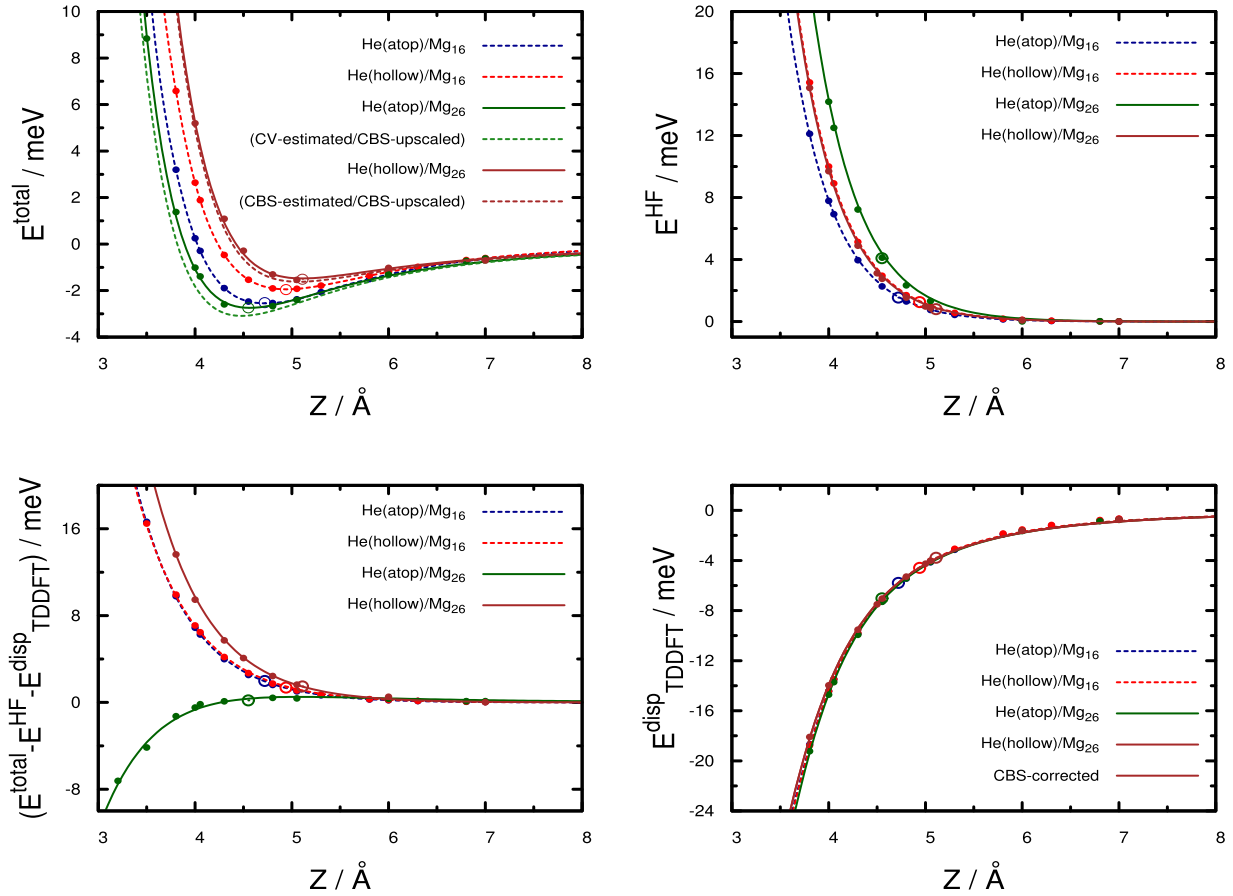 10
8
6
4
2
0
-2
-4
3
4
5
6
7
8
E^total / meV
Z / Å
He(atop)/Mg₁₆
He(hollow)/Mg₁₆
He(atop)/Mg₂₆
(CV-estimated/CBS-upscaled)
He(hollow)/Mg₂₆
(CBS-estimated/CBS-upscaled)
20
16
12
8
4
0
3
4
5
6
7
8
E^HF / meV
Z / Å
He(atop)/Mg₁₆
He(hollow)/Mg₁₆
He(atop)/Mg₂₆
He(hollow)/Mg₂₆
16
8
0
-8
3
4
5
6
7
8
(E^total-E^HF-E^disp_TDDFT) / meV
Z / Å
He(atop)/Mg₁₆
He(hollow)/Mg₁₆
He(atop)/Mg₂₆
He(hollow)/Mg₂₆
0
-4
-8
-12
-16
-20
-24
3
4
5
6
7
8
E^disp_TDDFT / meV
Z / Å
He(atop)/Mg₁₆
He(hollow)/Mg₁₆
He(atop)/Mg₂₆
He(hollow)/Mg₂₆
CBS-corrected